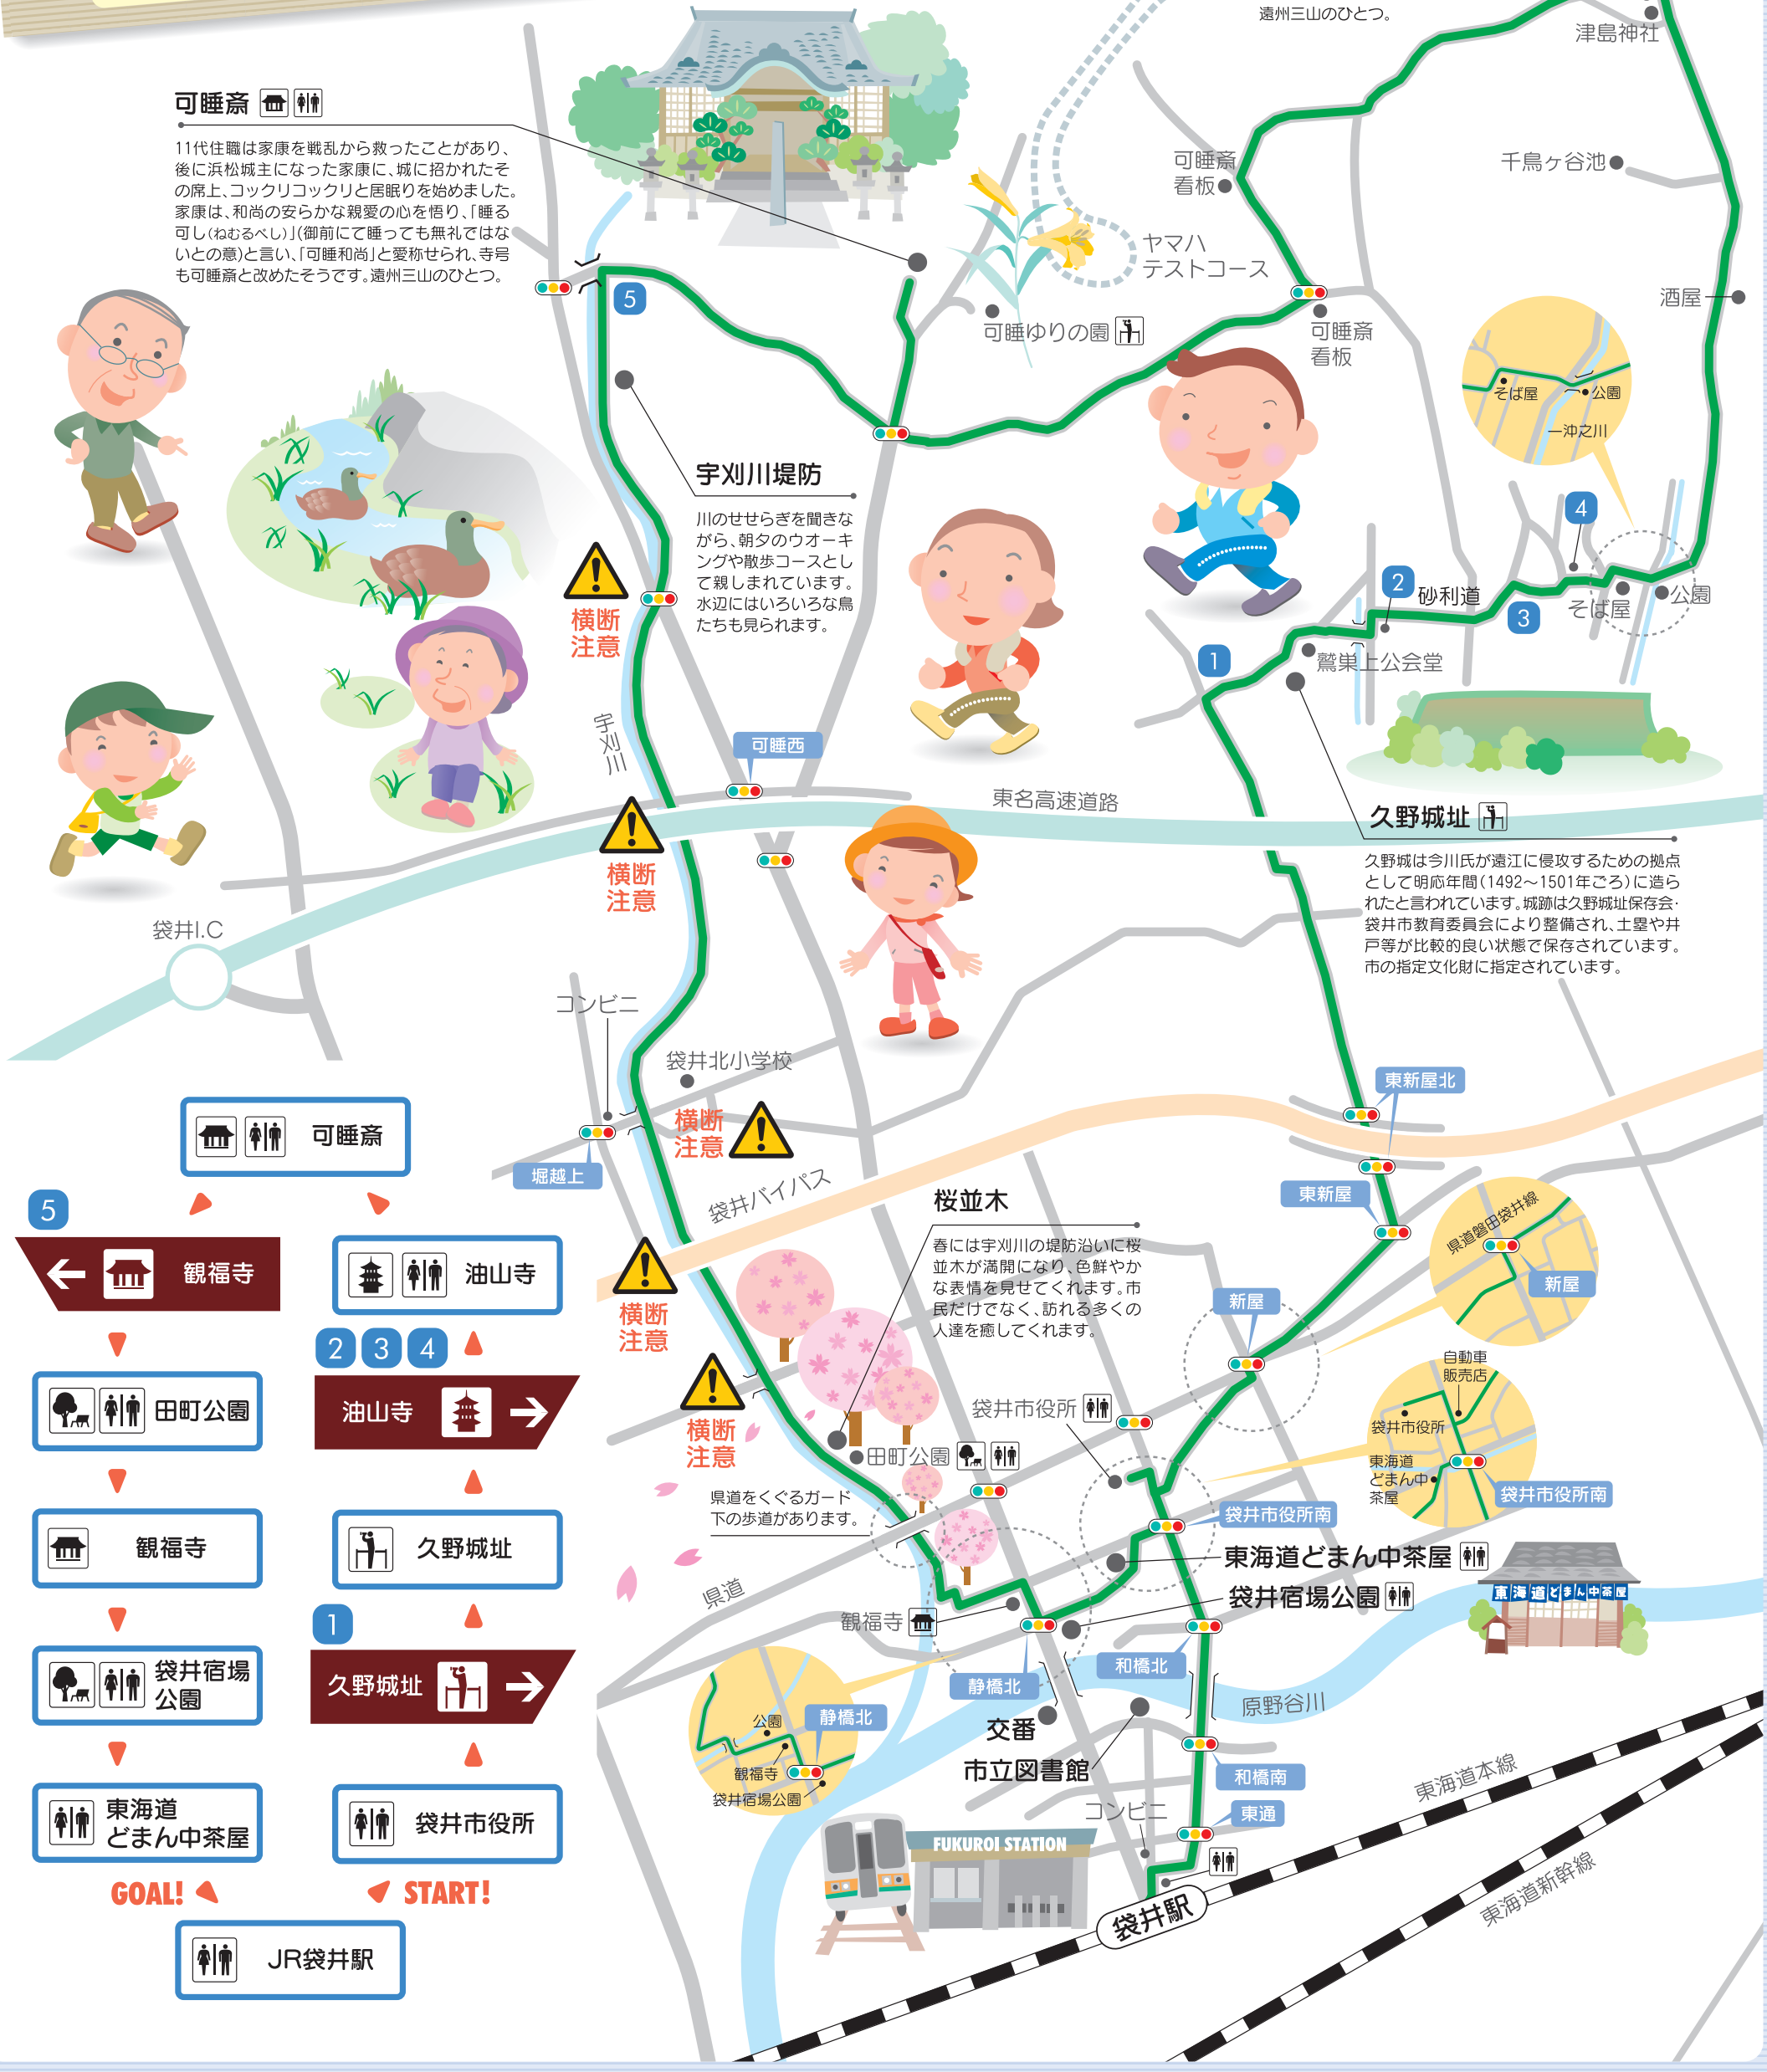 遠州三山のひとつ。
津島神社
可睡斎
11代住職は家康を戦乱から救ったことがあり、
後に浜松城主になった家康に、城に招かれたそ
の席上、コックリコックリと居眠りを始めました。
家康は、和尚の安らかな親愛の心を悟り、「睡る
可し(ねむるべし)」(御前にて睡っても無礼ではな
いとの意)と言い、「可睡和尚」と愛称せられ、寺号
も可睡斎と改めたそうです。遠州三山のひとつ。
可睡斎
看板
千鳥ヶ谷池
ヤマハ
テストコース
酒屋
5
可睡ゆりの園
可睡斎
看板
そば屋
公園
沖之川
宇刈川堤防
川のせせらぎを聞きな
がら、朝夕のウオーキ
ングや散歩コースとし
て親しまれています。
水辺にはいろいろな鳥
たちも見られます。
4
2
砂利道
3
そば屋
公園
横断
注意
1
鷲巣上公会堂
宇刈川
可睡西
東名高速道路
久野城址
久野城は今川氏が遠江に侵攻するための拠点
として明応年間(1492〜1501年ごろ)に造ら
れたと言われています。城跡は久野城址保存会・
袋井市教育委員会により整備され、土塁や井
戸等が比較的良い状態で保存されています。
市の指定文化財に指定されています。
横断
注意
袋井I.C
コンビニ
袋井北小学校
横断
注意
東新屋北
堀越上
袋井バイパス
東新屋
桜並木
春には宇刈川の堤防沿いに桜
並木が満開になり、色鮮やか
な表情を見せてくれます。市
民だけでなく、訪れる多くの
人達を癒してくれます。
県道磐田袋井線
新屋
新屋
横断
注意
横断
注意
自動車
販売店
袋井市役所
東海道
どまん中
茶屋
袋井市役所南
袋井市役所
田町公園
県道をくぐるガード
下の歩道があります。
袋井市役所南
東海道どまん中茶屋
袋井宿場公園
東海道どまん中茶屋
県道
観福寺
静橋北
和橋北
原野谷川
公園
静橋北
観福寺
袋井宿場公園
交番
市立図書館
和橋南
東通
コンビニ
FUKUROI STATION
袋井駅
東海道本線
東海道新幹線
可睡斎
5
観福寺
油山寺
2 3 4
油山寺
田町公園
観福寺
久野城址
1
久野城址
袋井宿場
公園
東海道
どまん中茶屋
袋井市役所
GOAL!
START!
JR袋井駅